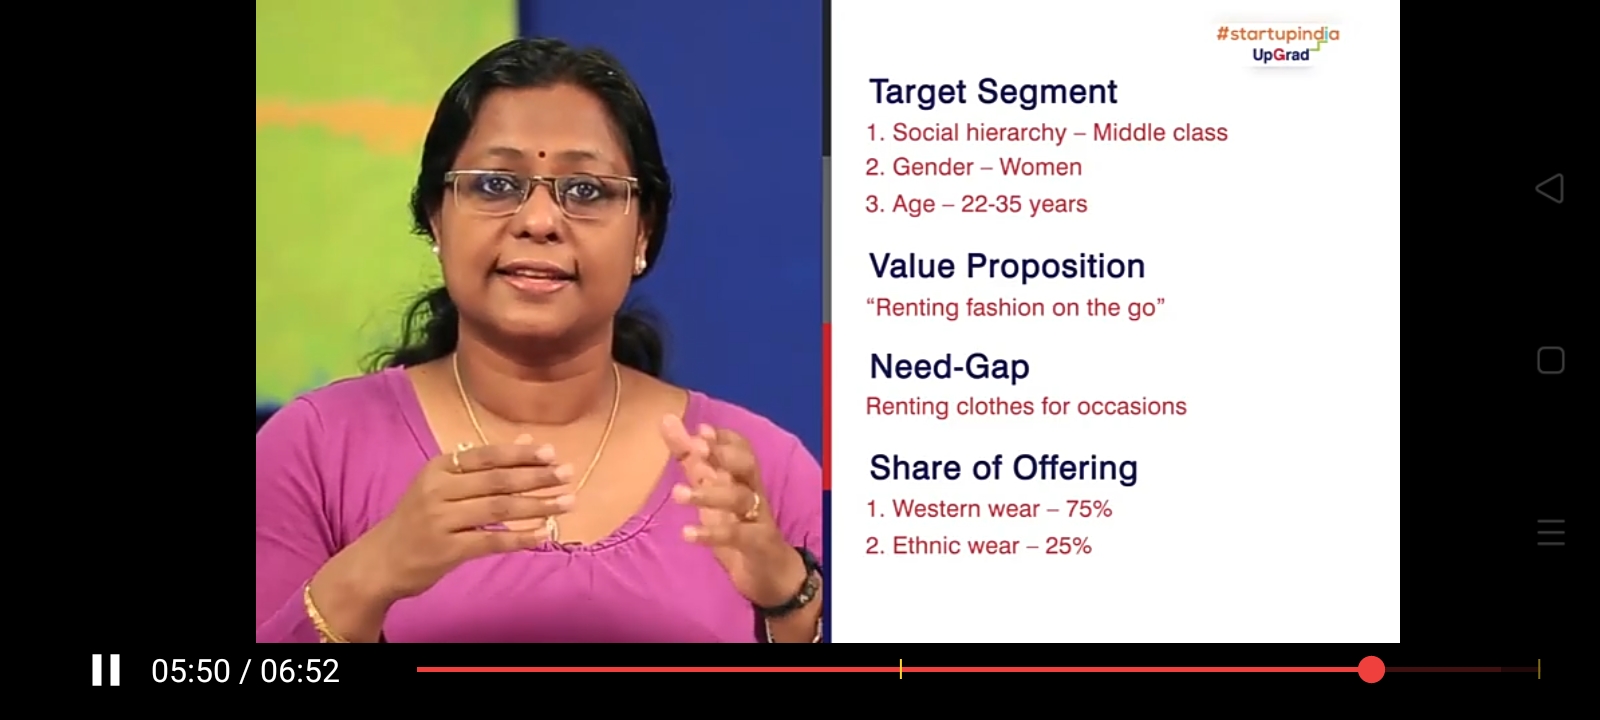 #startupindia
UpGrad
Target Segment
1. Social hierarchy – Middle class
2. Gender – Women
3. Age – 22-35 years
Value Proposition
“Renting fashion on the go”
Need-Gap
Renting clothes for occasions
Share of Offering
1. Western wear – 75%
2. Ethnic wear – 25%
05:50 / 06:52